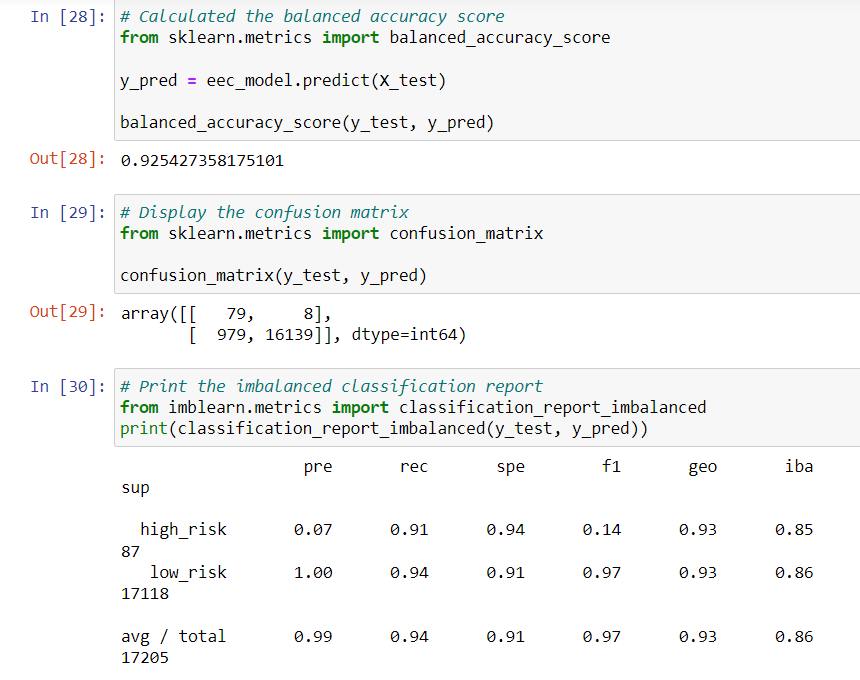 In [28]: # Calculated the balanced accuracy score
from sklearn.metrics import balanced_accuracy_score
y_pred = eec_model.predict(X_test)
balanced_accuracy_score(y_test, y_pred)
Out[28]: 0.925427358175101
In [29]: # Display the confusion matrix
from sklearn.metrics import confusion_matrix
confusion_matrix(y_test, y_pred)
Out[29]: array([[   79,     8],
       [  979, 16139]], dtype=int64)
In [30]: # Print the imbalanced classification report
from imblearn.metrics import classification_report_imbalanced
print(classification_report_imbalanced(y_test, y_pred))
                   pre       rec       spe        f1       geo       iba
sup
  high_risk       0.07      0.91      0.94      0.14      0.93      0.85
87
   low_risk       1.00      0.94      0.91      0.97      0.93      0.86
17118
avg / total       0.99      0.94      0.91      0.97      0.93      0.86
17205